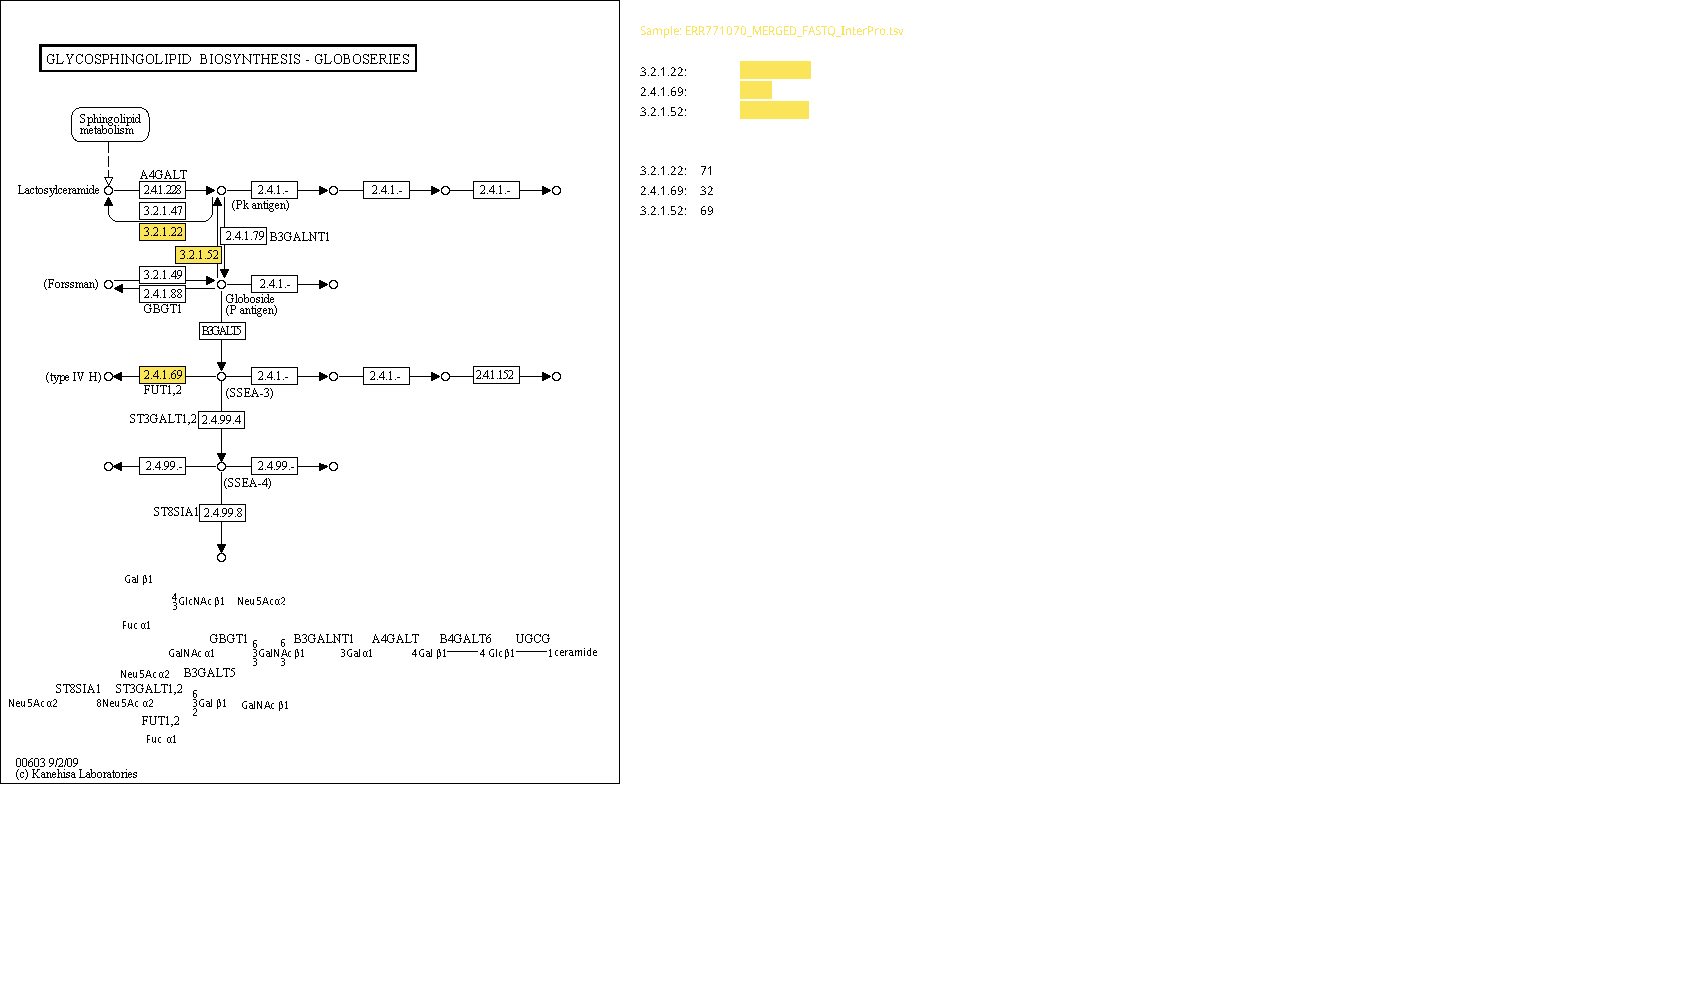 GLYCOSPHINGOLIPID BIOSYNTHESIS - GLOBOSERIES
Sphingolipid
metabolism
A4GALT
Lactosylceramide
2.4.1.228
2.4.1.-
2.4.1.-
2.4.1.-
(Pk antigen)
3.2.1.47
3.2.1.22
2.4.1.79
B3GALNT1
3.2.1.52
3.2.1.49
(Forssman)
2.4.1.-
2.4.1.88
GBGT1
Globoside
(P antigen)
B3GALT5
(type IV H)
2.4.1.69
2.4.1.-
2.4.1.-
2.4.1.152
FUT1,2
(SSEA-3)
ST3GALT1,2
2.4.99.4
2.4.99.-
2.4.99.-
(SSEA-4)
ST8SIA1
2.4.99.8
Gal β1
4
3
GlcNAc β1
Neu5Ac α2
Fuc α1
GBGT1
B3GALNT1
A4GALT
B4GALT6
UGCG
GalNAc α1
6
3
3
GalNAc β1
6
3
3Gal α1
4 Gal β1
4 Glc β1
1 ceramide
Neu5Ac α2
B3GALT5
ST8SIA1
ST3GALT1,2
Neu5Ac α2
8Neu5Ac α2
6
3
2
Gal β1
GalNAc β1
FUT1,2
Fuc α1
00603 9/2/09
(c) Kanehisa Laboratories
Sample: ERR771070_MERGED_FASTQ_InterPro.tsv
3.2.1.22:
2.4.1.69:
3.2.1.52:
3.2.1.22: 71
2.4.1.69: 32
3.2.1.52: 69